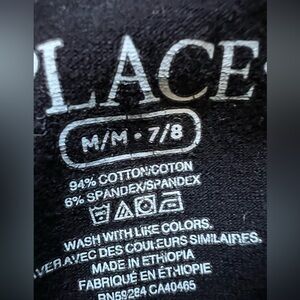 PLACE
M/M • 7/8
94% COTTON/COTON
6% SPANDEX/SPANDEX
WASH WITH LIKE COLORS.
AVEC DES COULEURS SIMILAIRES.
MADE IN ETHIOPIA
FABRIQUÉ EN ÉTHIOPIE
RN59284 CA40465